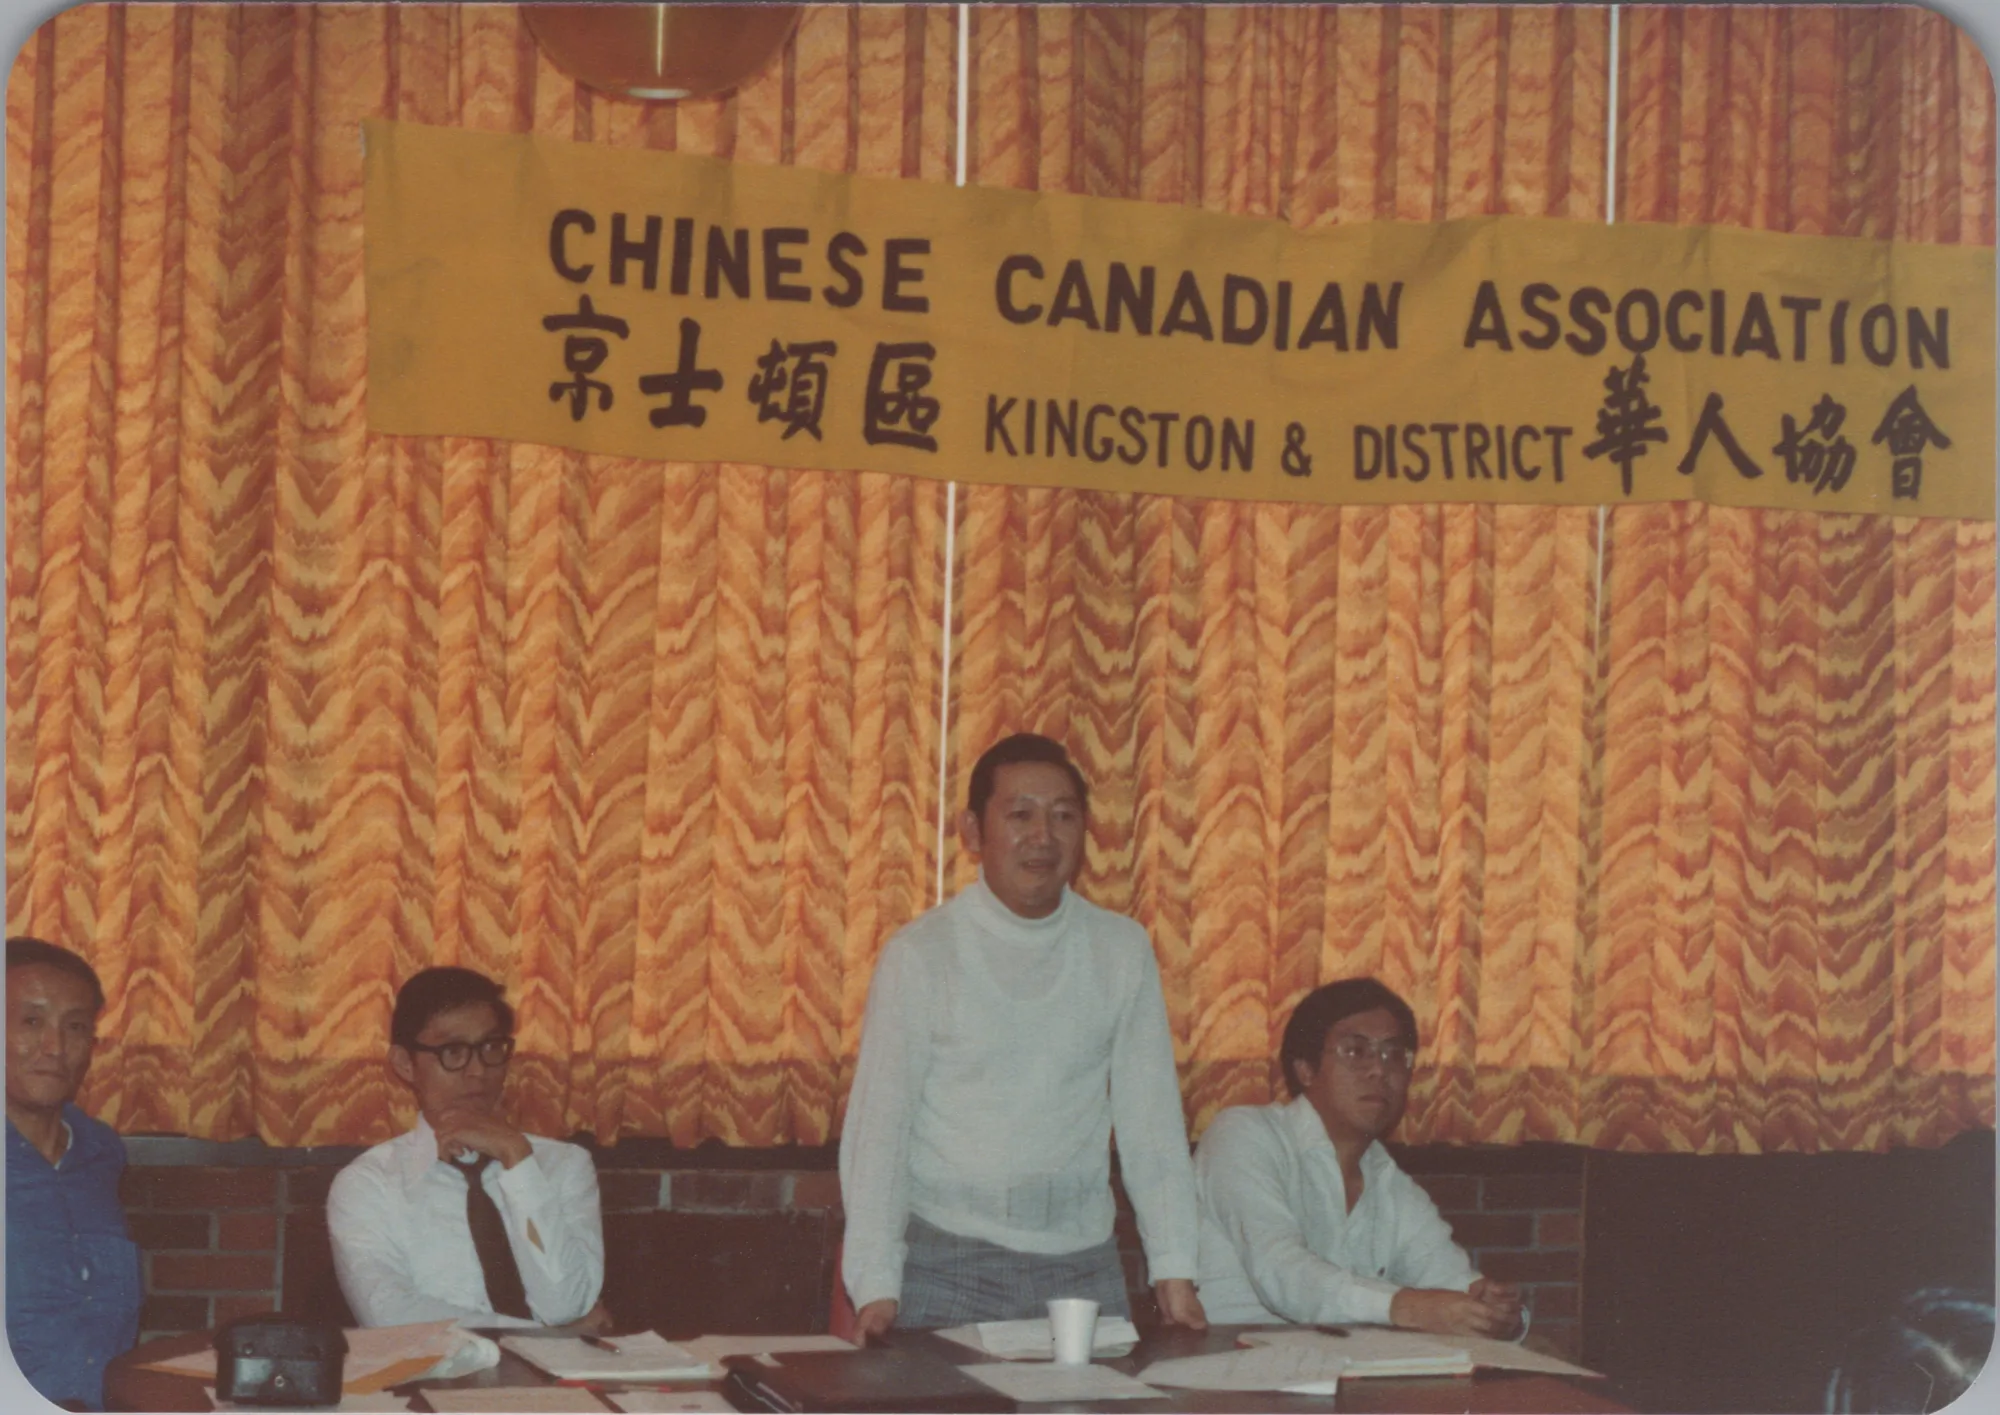 CHINESE CANADIAN ASSOCIATION
京士頓區 KINGSTON & DISTRICT 華人協會